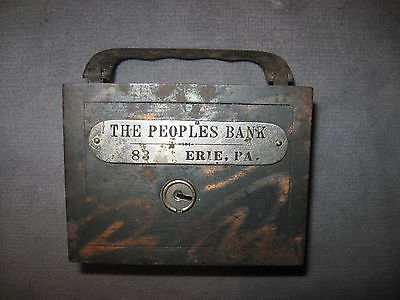 THE PEOPLES BANK
83 ERIE, PA.